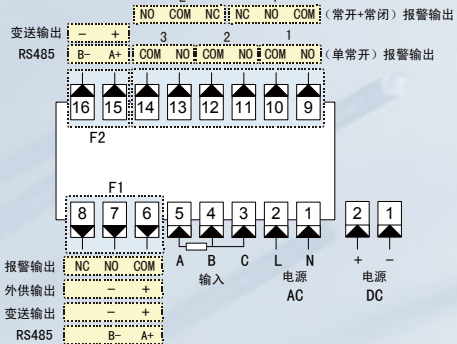 2 1
NO COM NC NC NO COM (常开+常闭) 报警输出
变送输出 - + 3 2 1
RS485 B- A+ COM NO COM NO COM NO (单常开) 报警输出
16 15 14 13 12 11 10 9
F2
F1
8 7 6 5 4 3 2 1 2 1
A B C L N + -
输入 电源 电源
AC DC
报警输出 NC NO COM
外供输出 - +
变送输出 - +
RS485 B- A+